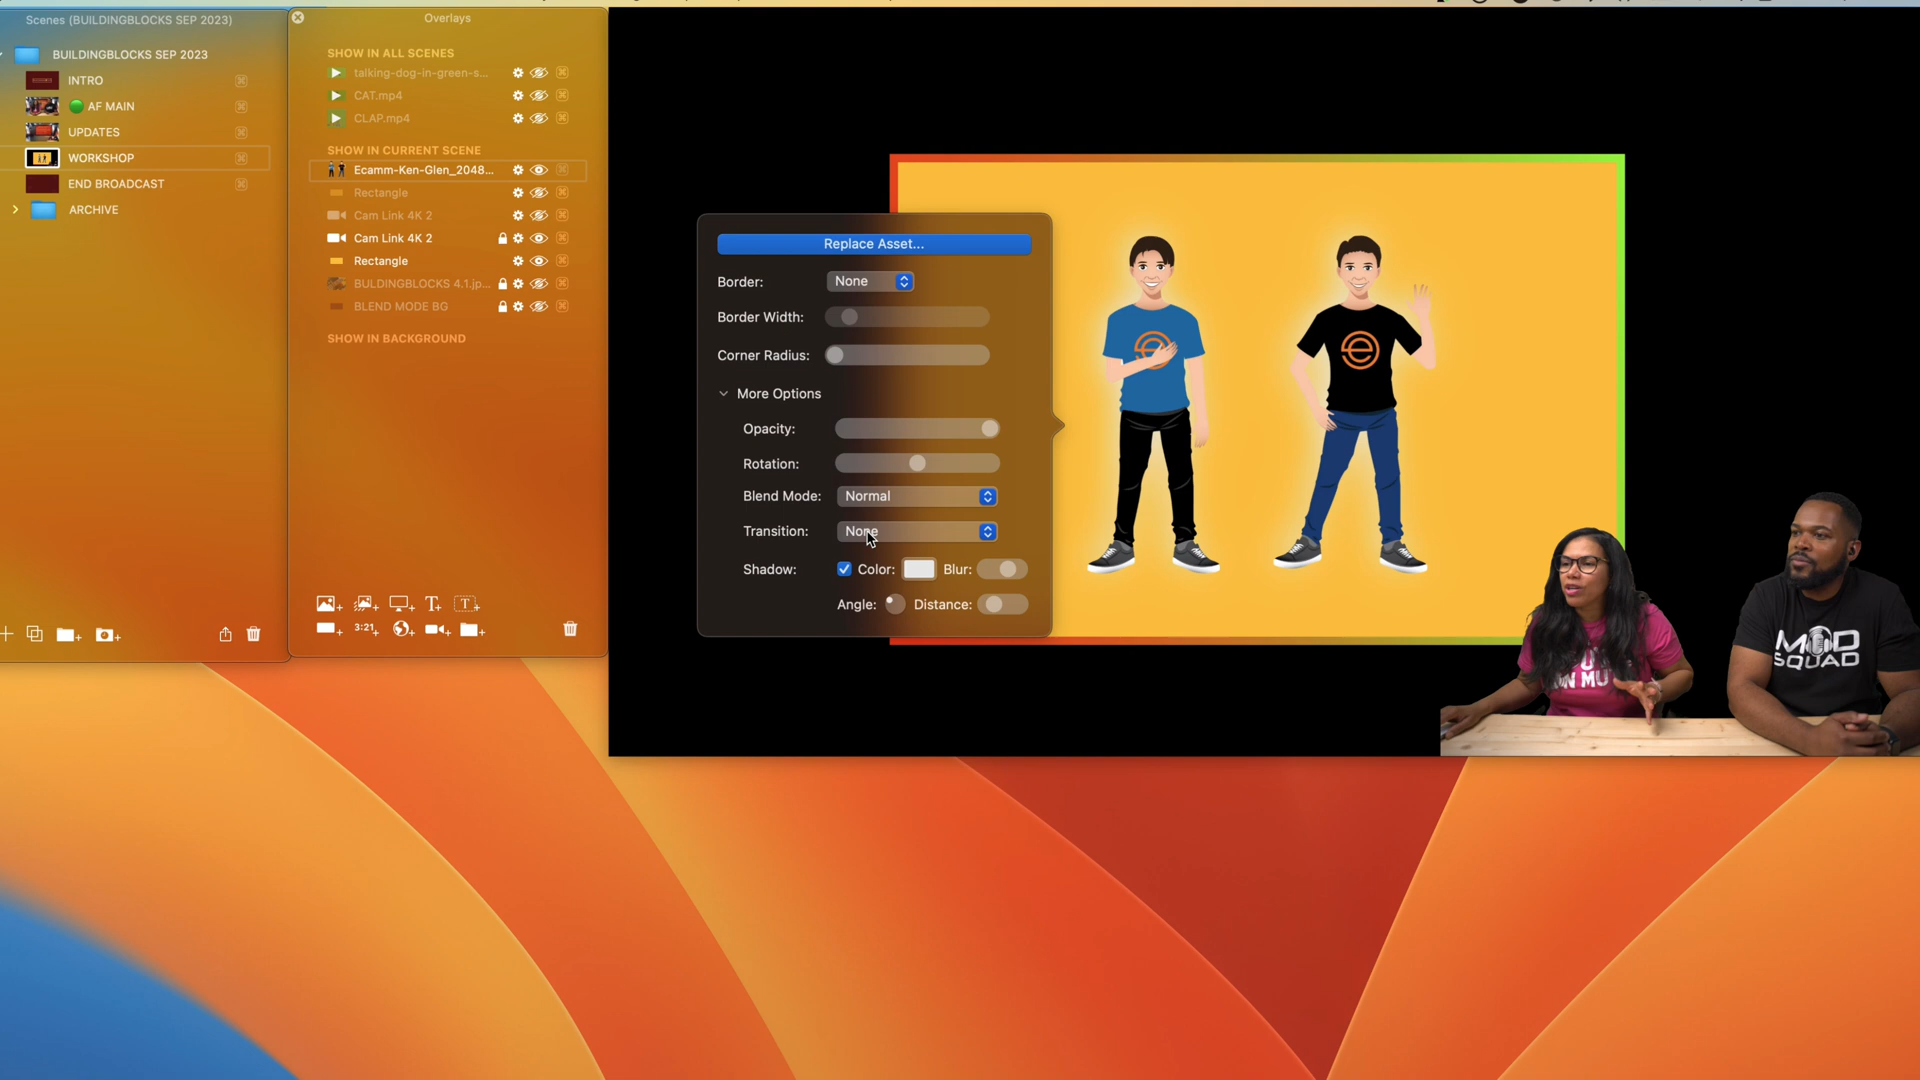 Scenes (BUILDINGBLOCKS SEP 2023)
BUILDINGBLOCKS SEP 2023
INTRO
AF MAIN
UPDATES
WORKSHOP
END BROADCAST
ARCHIVE
Overlays
SHOW IN ALL SCENES
talking-dog-in-green-s...
CAT.mp4
CLAP.mp4
SHOW IN CURRENT SCENE
Ecamm-Ken-Glen_2048...
Rectangle
Cam Link 4K 2
Cam Link 4K 2
Rectangle
BULDINGBLOCKS 4.1.jp...
BLEND MODE BG
SHOW IN BACKGROUND
3:21+
Replace Asset...
Border: None
Border Width:
Corner Radius:
More Options
Opacity:
Rotation:
Blend Mode: Normal
Transition: None
Shadow: Color: Blur:
Angle: Distance:
MOD
SQUAD